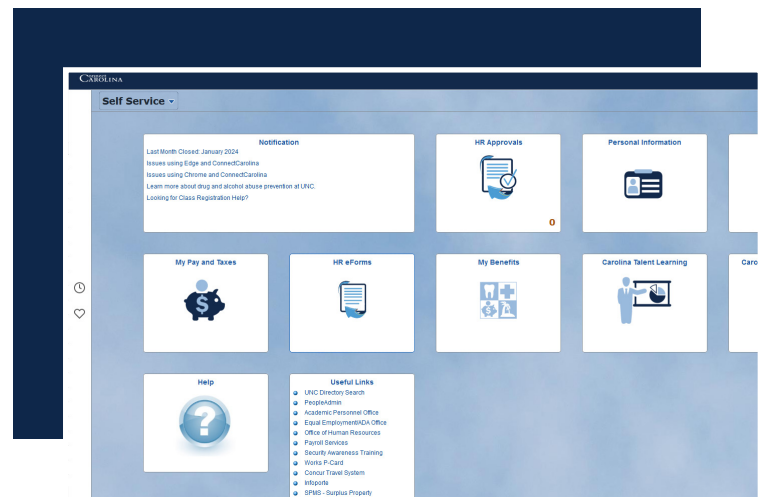 CONNECT
CAROLINA
Self Service
Notification
Last Month Closed: January 2024
Issues using Edge and ConnectCarolina
Issues using Chrome and ConnectCarolina
Learn more about drug and alcohol abuse prevention at UNC.
Looking for Class Registration Help?
HR Approvals
0
Personal Information
My Pay and Taxes
$
HR eForms
My Benefits
$
Carolina Talent Learning
Caro
Help
?
Useful Links
UNC Directory Search
PeopleAdmin
Academic Personnel Office
Equal Employment/ADA Office
Office of Human Resources
Payroll Services
Security Awareness Training
Works P-Card
Concur Travel System
Infoporte
SPMS - Surplus Property